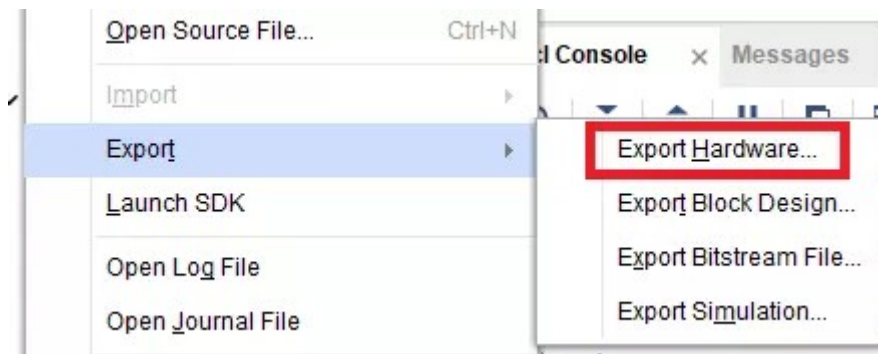 Open Source File... Ctrl+N
Console × Messages
Import
Export
Export Hardware...
Launch SDK
Export Block Design...
Open Log File
Export Bitstream File...
Open Journal File
Export Simulation...